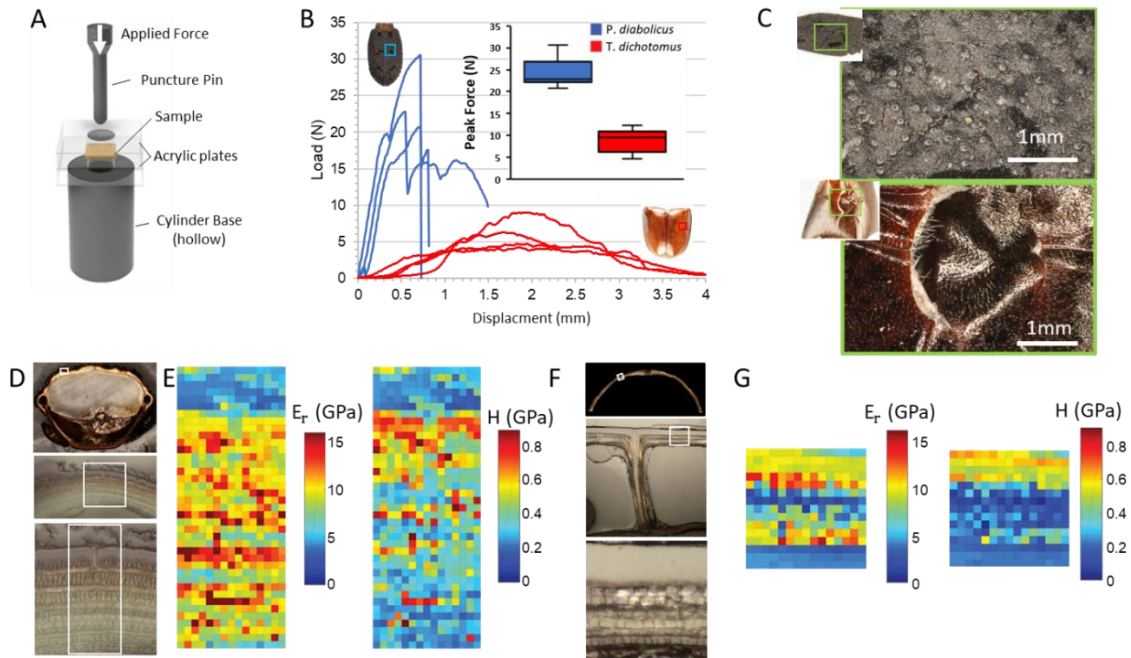 A
Applied Force
Puncture Pin
Sample
Acrylic plates
Cylinder Base
(hollow)
B
Load (N)
35
30
25
20
15
10
5
0
0
0.5
1
1.5
2
2.5
3
3.5
4
Displacment (mm)
Peak Force (N)
35
30
25
20
15
10
5
0
P. diabolicus
T. dichotomus
C
1mm
1mm
D
E
E_r (GPa)
15
10
5
0
H (GPa)
0.8
0.6
0.4
0.2
0
F
G
E_r (GPa)
15
10
5
0
H (GPa)
0.8
0.6
0.4
0.2
0